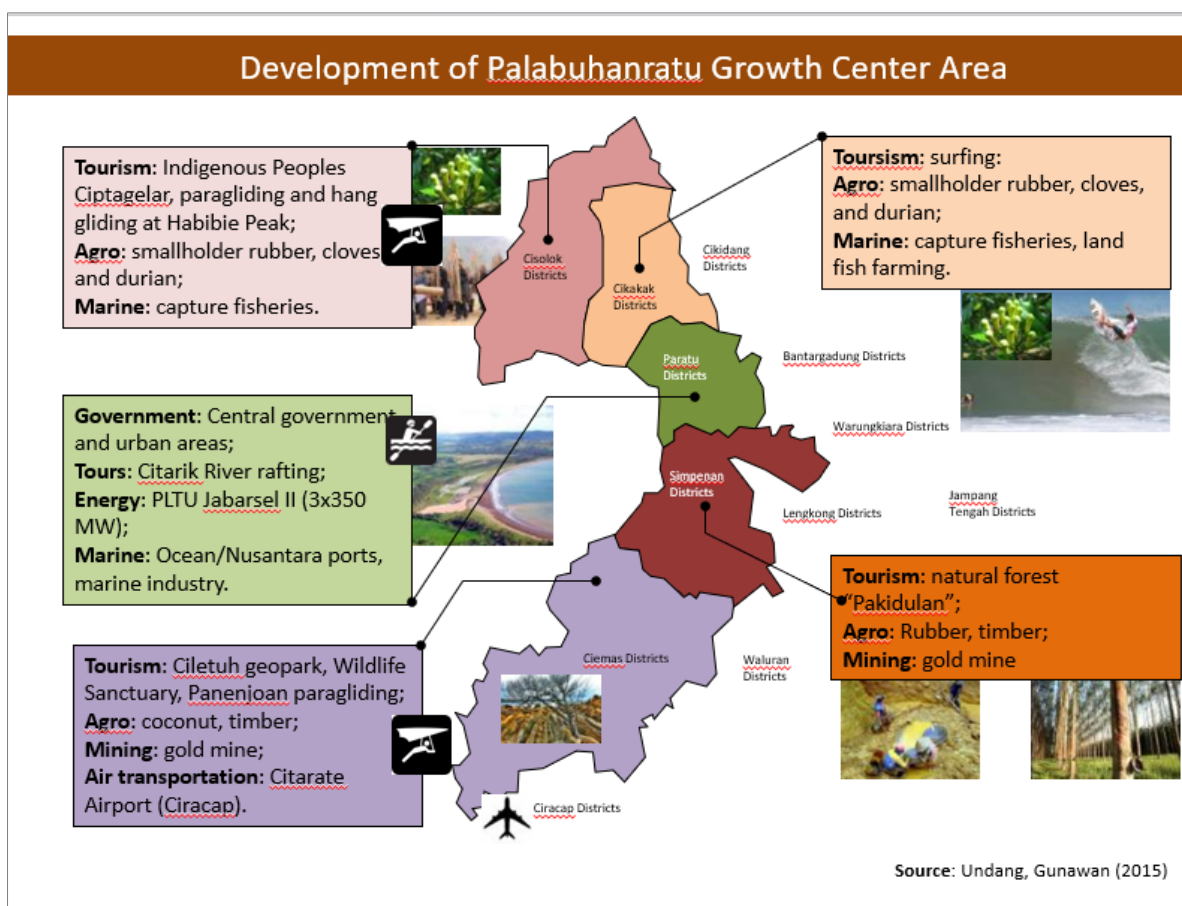 Development of Palabuhanratu Growth Center Area
Tourism: Indigenous Peoples
Ciptagelar, paragliding and hang
gliding at Habibie Peak;
Agro: smallholder rubber, cloves
and durian;
Marine: capture fisheries.
Toursism: surfing:
Agro: smallholder rubber, cloves,
and durian;
Marine: capture fisheries, land
fish farming.
Cisolok
Districts
Cikakak
Districts
Cikidang
Districts
Paratu
Districts
Bantargadung Districts
Government: Central government
and urban areas;
Tours: Citarik River rafting;
Energy: PLTU Jabarsel II (3x350
MW);
Marine: Ocean/Nusantara ports,
marine industry.
Warungkiara Districts
Simpenan
Districts
Lengkong Districts
Jampang
Tengah Districts
Tourism: natural forest
“Pakidulan”;
Agro: Rubber, timber;
Mining: gold mine
Tourism: Ciletuh geopark, Wildlife
Sanctuary, Panenjoan paragliding;
Agro: coconut, timber;
Mining: gold mine;
Air transportation: Citarate
Airport (Ciracap).
Ciemas Districts
Waluran
Districts
Ciracap Districts
Source: Undang, Gunawan (2015)